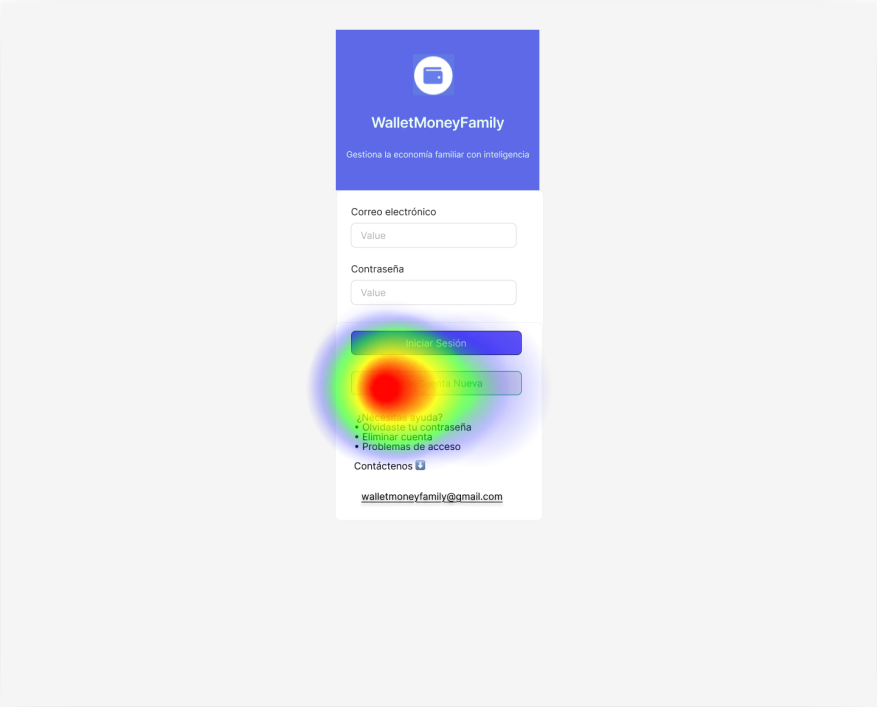 WalletMoneyFamily
Gestiona la economía familiar con inteligencia
Correo electrónico
Value
Contraseña
Value
Iniciar Sesión
Nueva
¿Necesitas ayuda?
• Olvidaste tu contraseña
• Eliminar cuenta
• Problemas de acceso
Contáctenos ⬇️
walletmoneyfamily@gmail.com